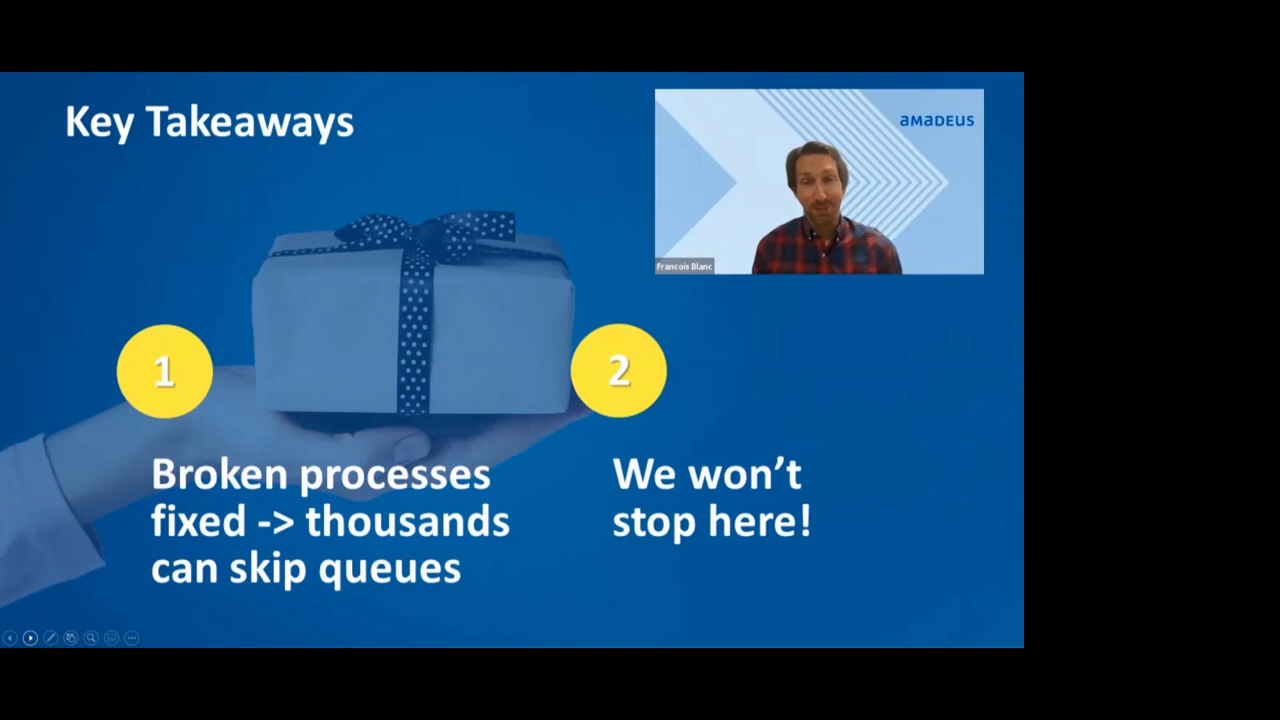 Key Takeaways
aMaDEUS
Francois Blanc
1
2
Broken processes
fixed -> thousands
can skip queues
We won’t
stop here!